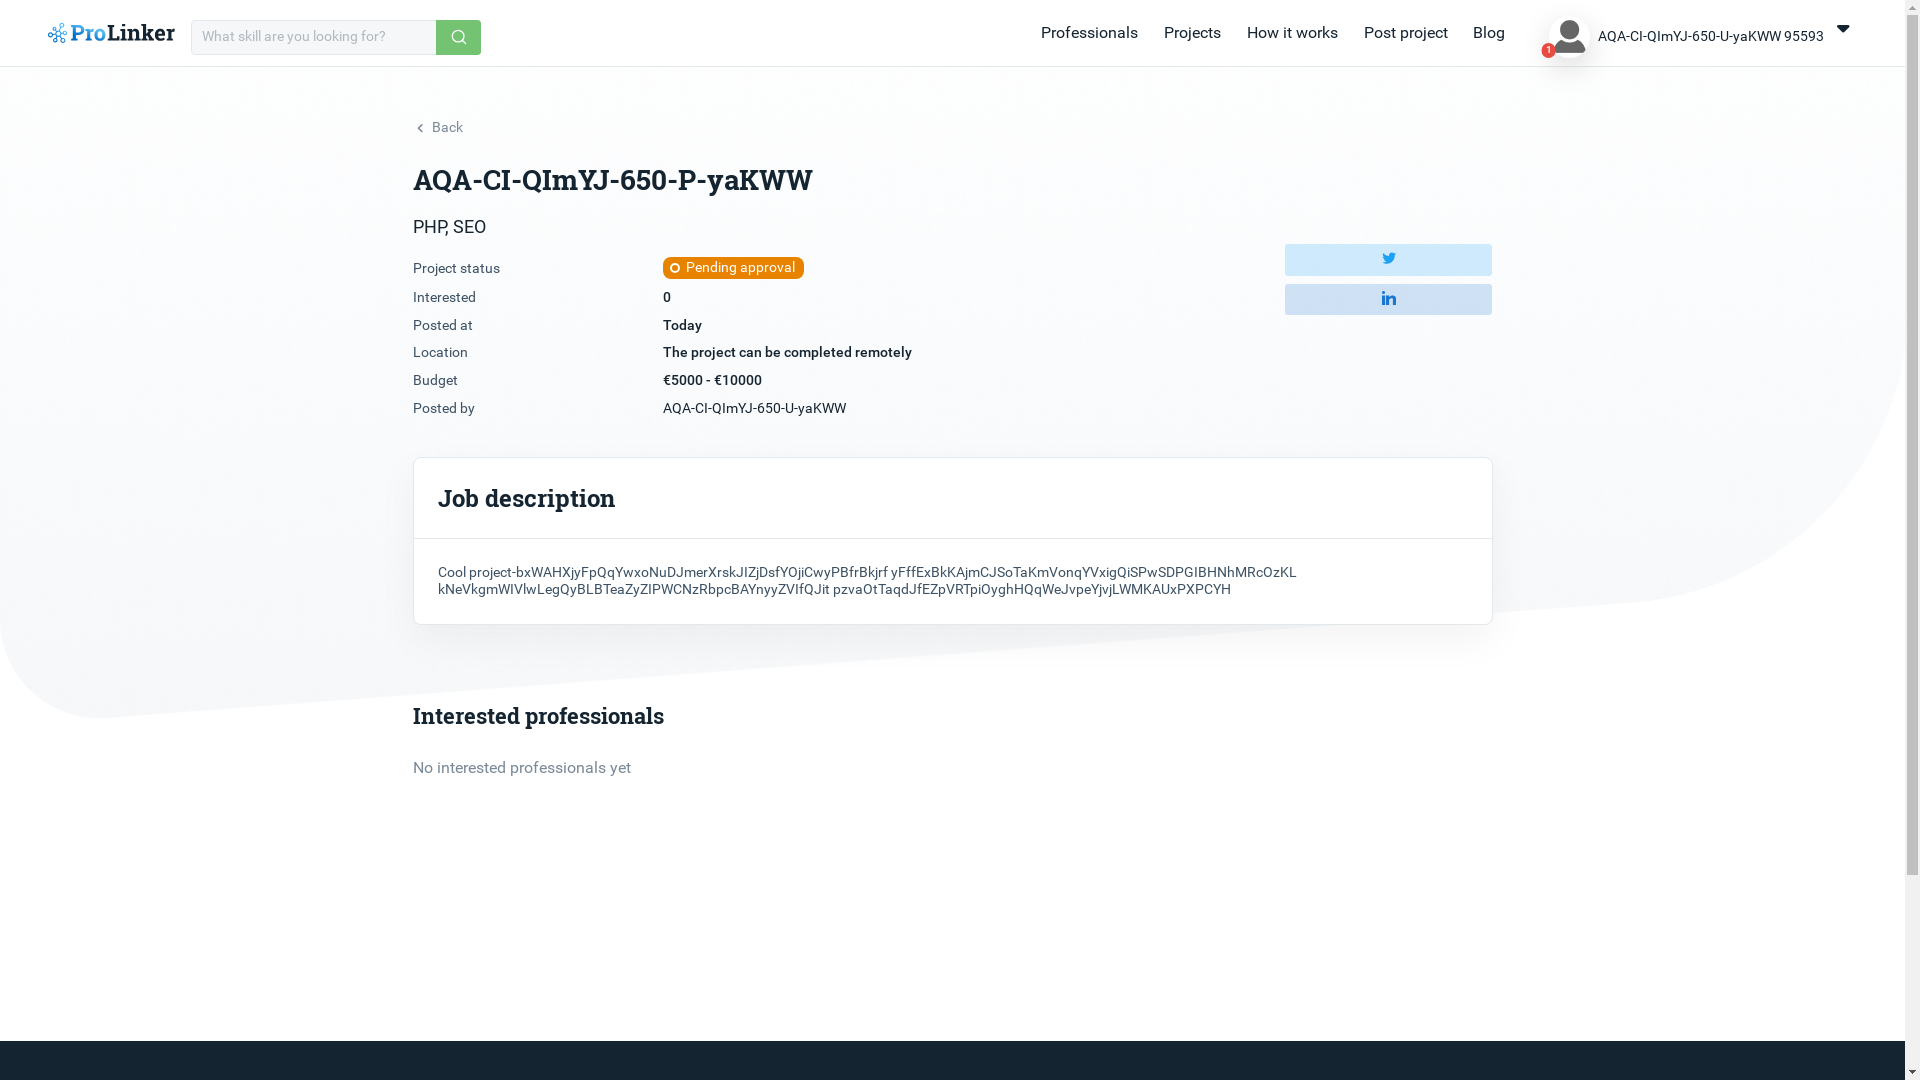 ProLinker
What skill are you looking for?
Professionals
Projects
How it works
Post project
Blog
1
AQA-CI-QImYJ-650-U-yaKWW 95593
Back
AQA-CI-QImYJ-650-P-yaKWW
PHP, SEO
Project status Pending approval
Interested 0
Posted at Today
Location The project can be completed remotely
Budget €5000 - €10000
Posted by AQA-CI-QImYJ-650-U-yaKWW
in
Job description
Cool project-bxWAHXjyFpQqYwxoNuDJmerXrskJIZjDsfYOjiCwyPBfrBkjrf yFffExBkKAjmCJSoTaKmVonqYVxigQiSPwSDPGIBHNhMRcOzKL
kNeVkgmWIVlwLegQyBLBTeaZyZIPWCNzRbpcBAYnyyZVIfQJit pzvaOtTaqdJfEZpVRTpiOyghHQqWeJvpeYjvjLWMKAUxPXPCYH
Interested professionals
No interested professionals yet